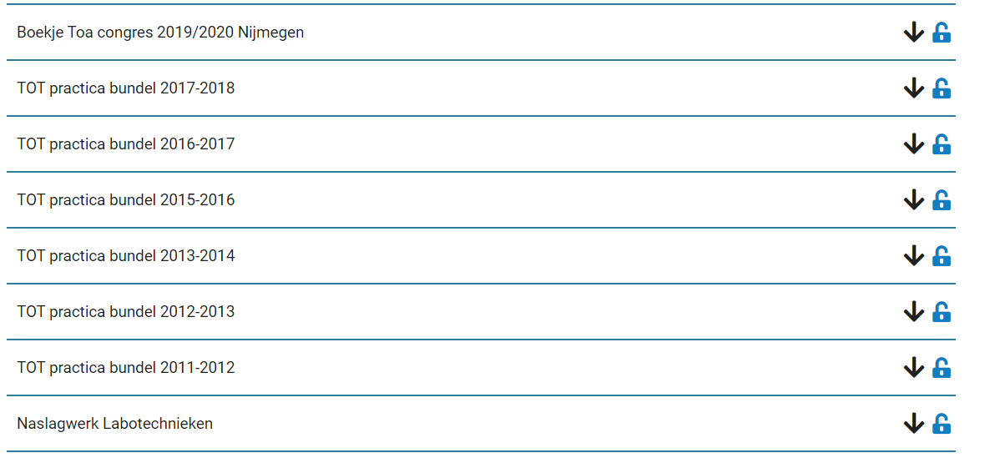 Boekje Toa congres 2019/2020 Nijmegen
TOT practica bundel 2017-2018
TOT practica bundel 2016-2017
TOT practica bundel 2015-2016
TOT practica bundel 2013-2014
TOT practica bundel 2012-2013
TOT practica bundel 2011-2012
Naslagwerk Labotechnieken